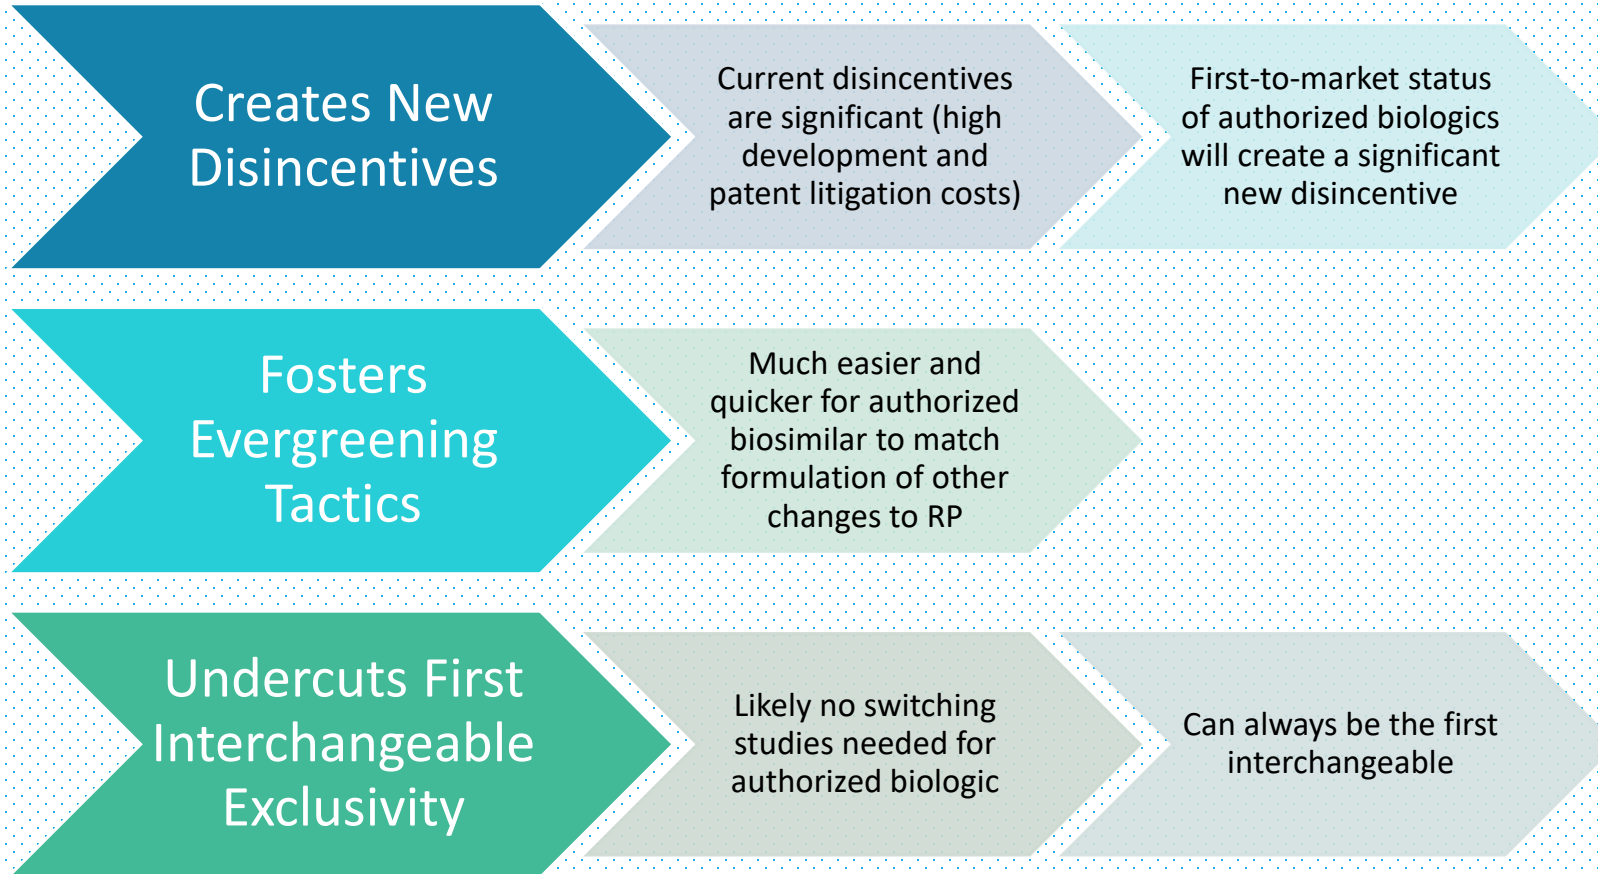 Creates New
Disincentives
Current disincentives
are significant (high
development and
patent litigation costs)
First-to-market status
of authorized biologics
will create a significant
new disincentive
Fosters
Evergreening
Tactics
Much easier and
quicker for authorized
biosimilar to match
formulation of other
changes to RP
Undercuts First
Interchangeable
Exclusivity
Likely no switching
studies needed for
authorized biologic
Can always be the first
interchangeable